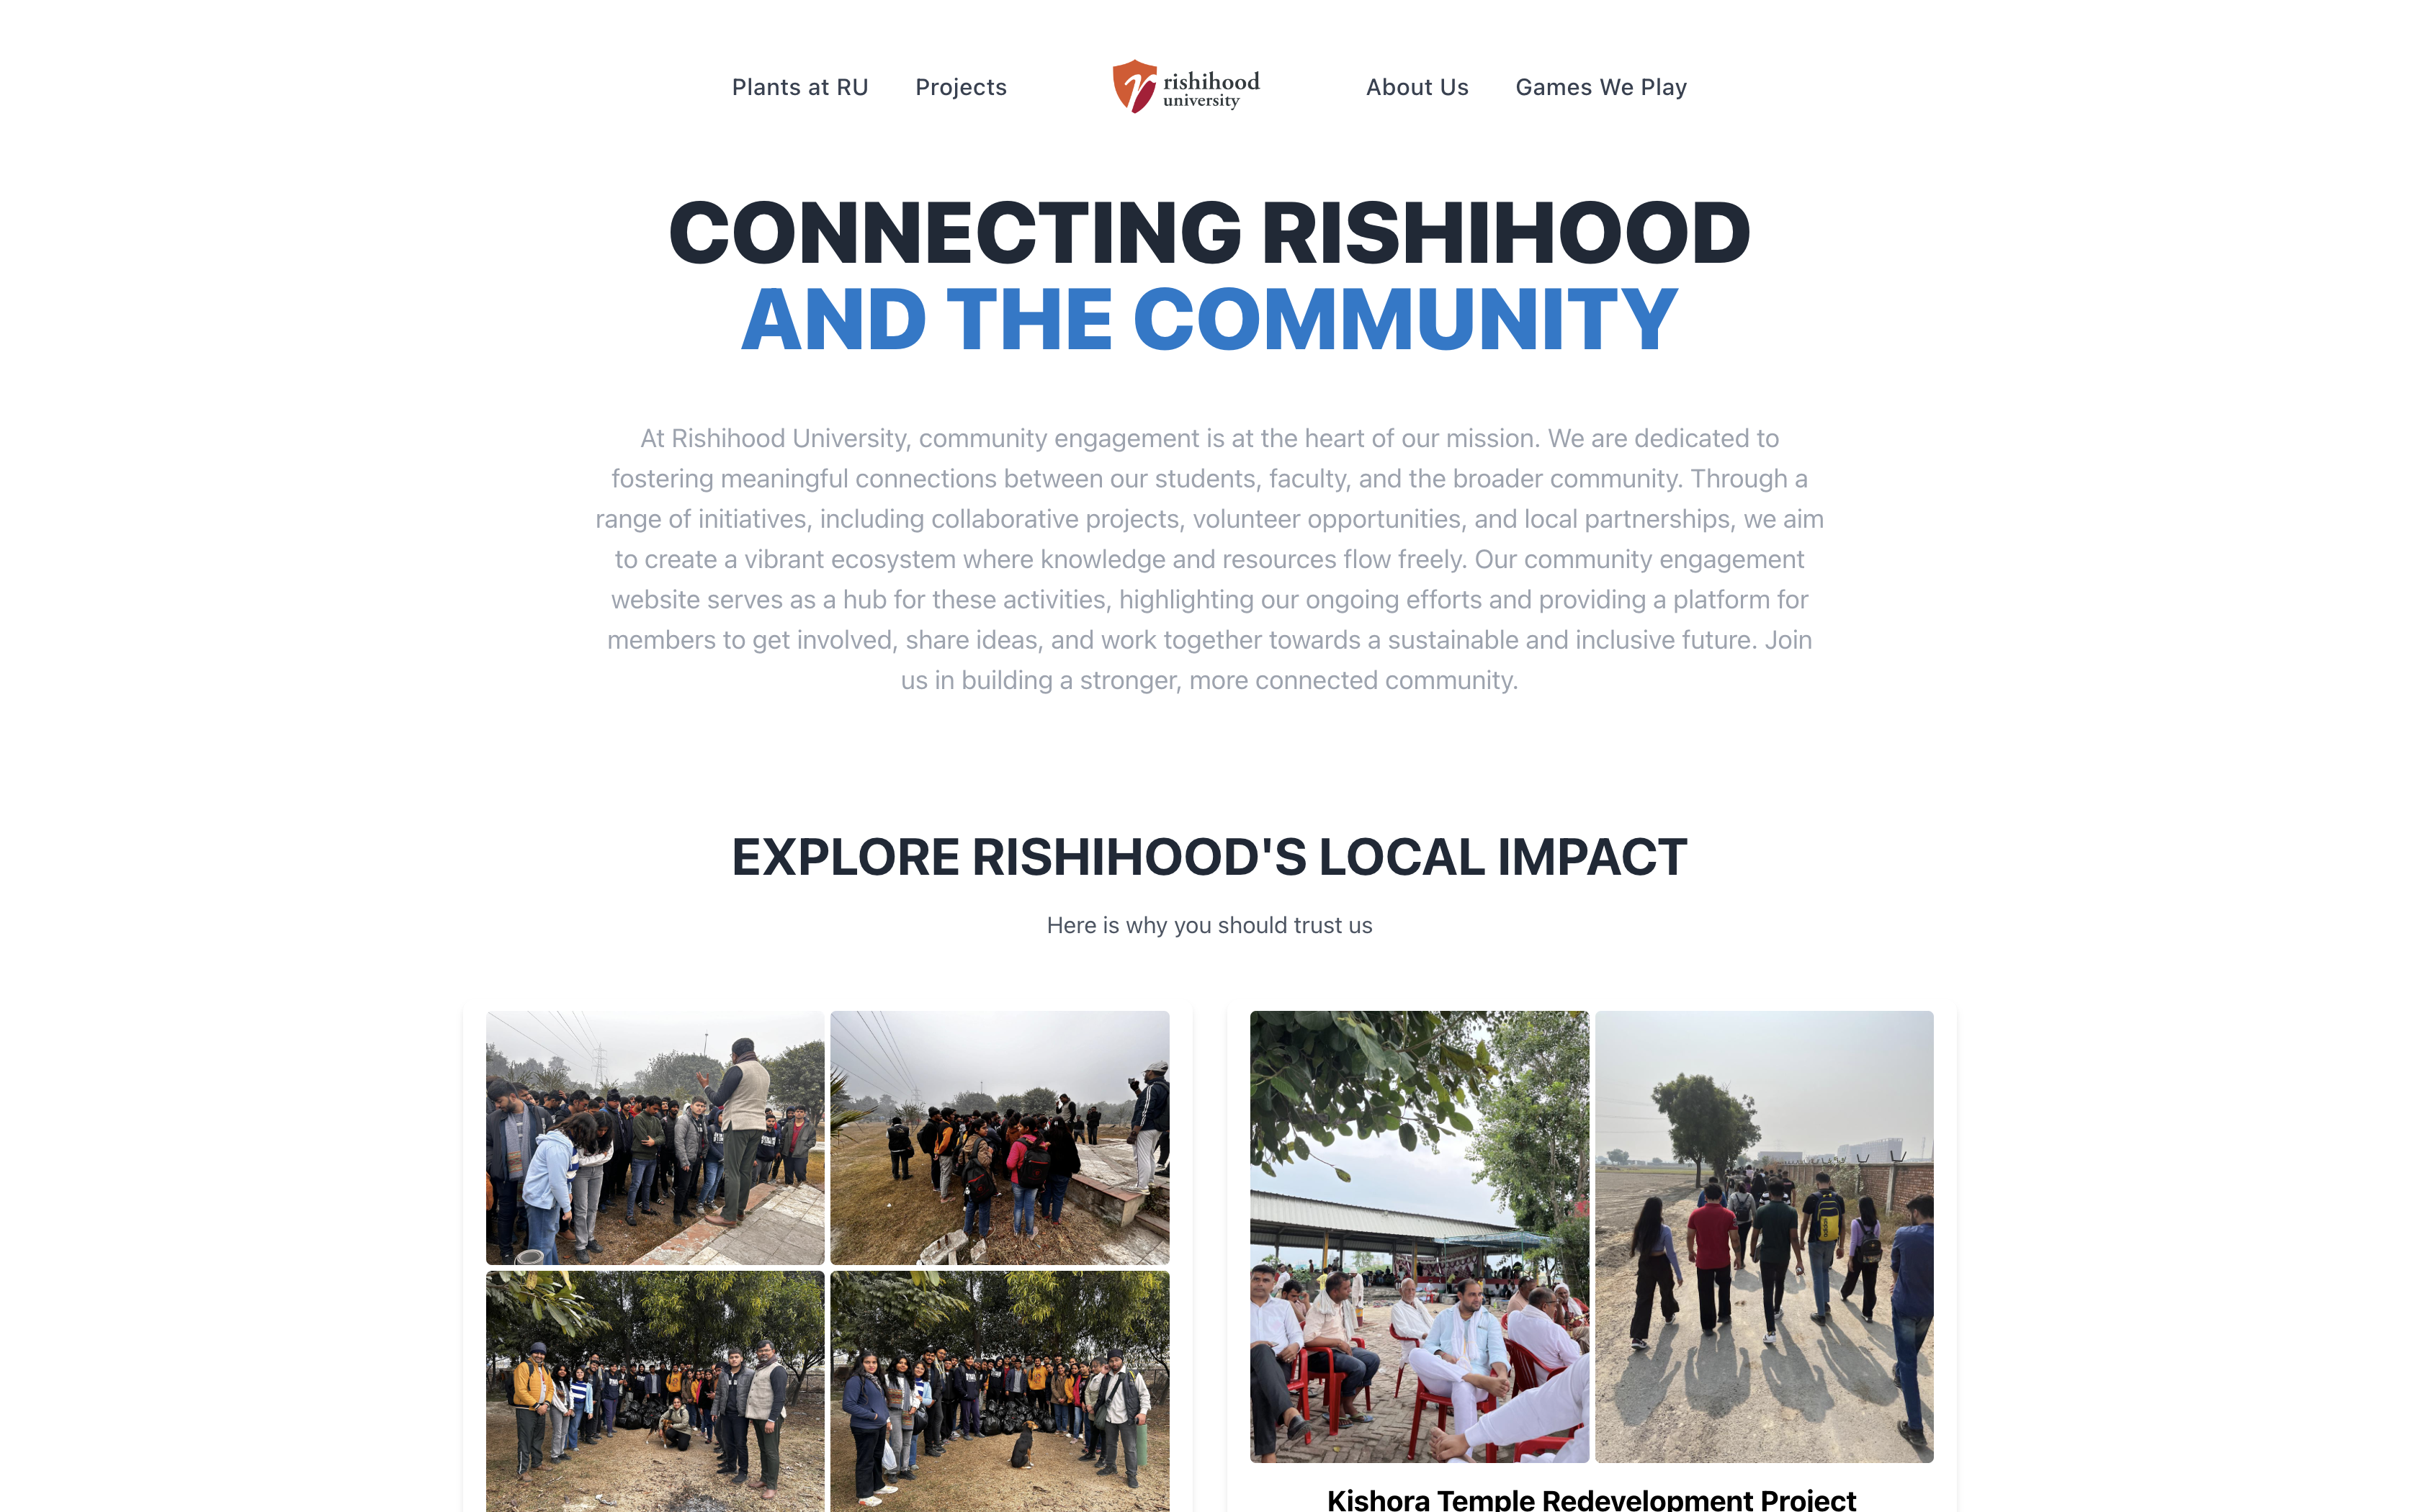 Plants at RU
Projects
rishihood
university
About Us
Games We Play
CONNECTING RISHIHOOD
AND THE COMMUNITY
At Rishihood University, community engagement is at the heart of our mission. We are dedicated to
fostering meaningful connections between our students, faculty, and the broader community. Through a
range of initiatives, including collaborative projects, volunteer opportunities, and local partnerships, we aim
to create a vibrant ecosystem where knowledge and resources flow freely. Our community engagement
website serves as a hub for these activities, highlighting our ongoing efforts and providing a platform for
members to get involved, share ideas, and work together towards a sustainable and inclusive future. Join
us in building a stronger, more connected community.
EXPLORE RISHIHOOD'S LOCAL IMPACT
Here is why you should trust us
Kishora Temple Redevelopment Project